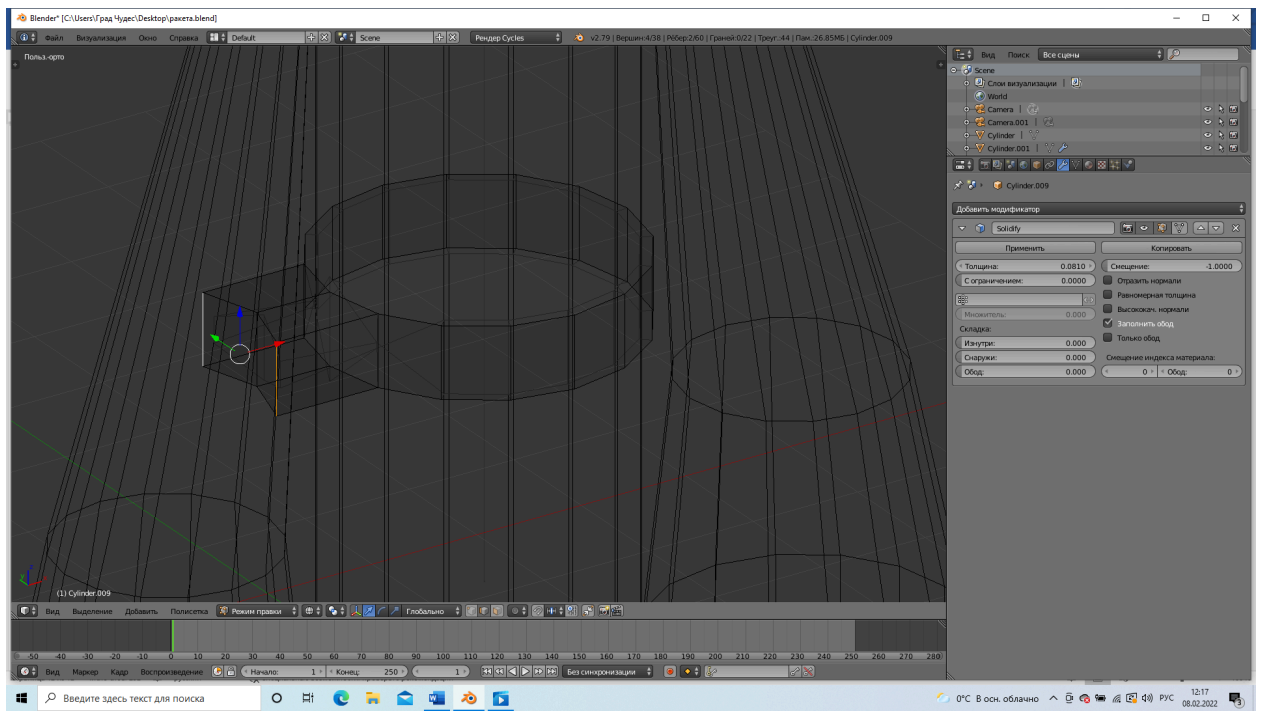 Blender* [C:\Users\Град Чудес\Desktop\ракета.blend]
Файл Визуализация Окно Справка Default Scene Рендер Cycles v2.79 | Вершин:4/38 | Рёбер:2/60 | Граней:0/22 | Треуг.:44 | Пам.:26.85МБ | Cylinder.009
Польз.-орто
Вид Поиск Все сцены
Scene
Слои визуализации
World
Camera
Camera.001
Cylinder
Cylinder.001
Cylinder.009
Добавить модификатор
Solidify
Применить Копировать
Толщина: 0.0810 Смещение: -1.0000
С ограничением: 0.0000 Отразить нормали
Равномерная толщина
Высококач. нормали
Множитель: 0.000 Заполнить обод
Складка: Только обод
Изнутри: 0.000
Снаружи: 0.000 Смещение индекса материала:
Обод: 0.000 0 Обод: 0
z
(1) Cylinder.009
Вид Выделение Добавить Полисетка Режим правки Глобально
-50 -40 -30 -20 -10 0 10 20 30 40 50 60 70 80 90 100 110 120 130 140 150 160 170 180 190 200 210 220 230 240 250 260 270 280
Вид Маркер Кадр Воспроизведение Начало: 1 Конец: 250 1 Без синхронизации
Введите здесь текст для поиска 0°C В осн. облачно РУС 12:17
08.02.2022 3